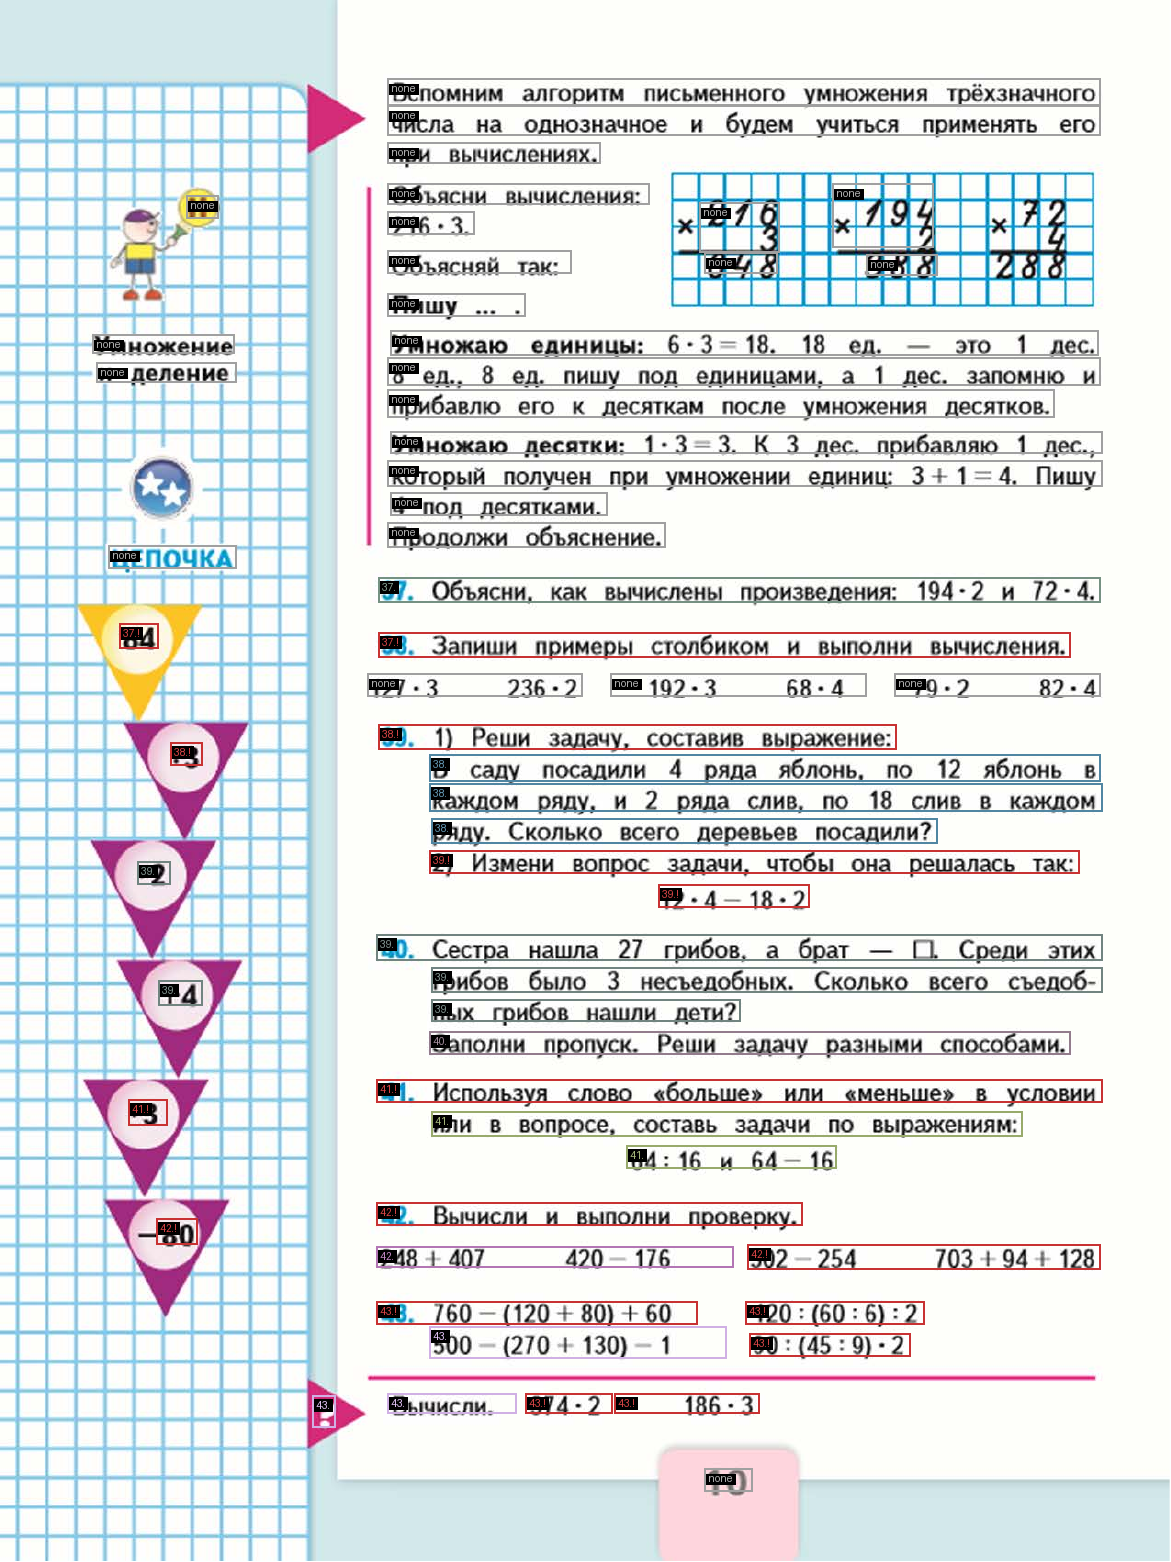 Вспомним алгоритм письменного умножения трёхзначного
числа на однозначное и будем учиться применять его
при вычислениях.
Объясни вычисления:
216 · 3.
Объясняй так:
Пишу ... .
× 216
3
648
× 194
2
388
× 72
4
288
Умножаю единицы: 6 · 3 = 18. 18 ед. — это 1 дес.
8 ед., 8 ед. пишу под единицами, а 1 дес. запомню и
прибавлю его к десяткам после умножения десятков.
Умножаю десятки: 1 · 3 = 3. К 3 дес. прибавляю 1 дес.,
который получен при умножении единиц: 3 + 1 = 4. Пишу
4 под десятками.
Продолжи объяснение.
Умножение
и деление
ЦЕПОЧКА
64
: 2
+ 4
37. Объясни, как вычислены произведения: 194 · 2 и 72 · 4.
38. Запиши примеры столбиком и выполни вычисления.
127 · 3 236 · 2 192 · 3 68 · 4 79 · 2 82 · 4
39. 1) Реши задачу, составив выражение:
В саду посадили 4 ряда яблонь, по 12 яблонь в
каждом ряду, и 2 ряда слив, по 18 слив в каждом
ряду. Сколько всего деревьев посадили?
2) Измени вопрос задачи, чтобы она решалась так:
12 · 4 — 18 · 2
40. Сестра нашла 27 грибов, а брат — □. Среди этих
грибов было 3 несъедобных. Сколько всего съедоб-
ных грибов нашли дети?
Заполни пропуск. Реши задачу разными способами.
41. Используя слово «больше» или «меньше» в условии
или в вопросе, составь задачи по выражениям:
64 : 16 и 64 — 16
42. Вычисли и выполни проверку.
248 + 407 420 — 176 502 — 254 703 + 94 + 128
43. 760 — (120 + 80) + 60 420 : (60 : 6) : 2
500 — (270 + 130) — 1 90 : (45 : 9) · 2
Вычисли. 374 · 2 186 · 3
10